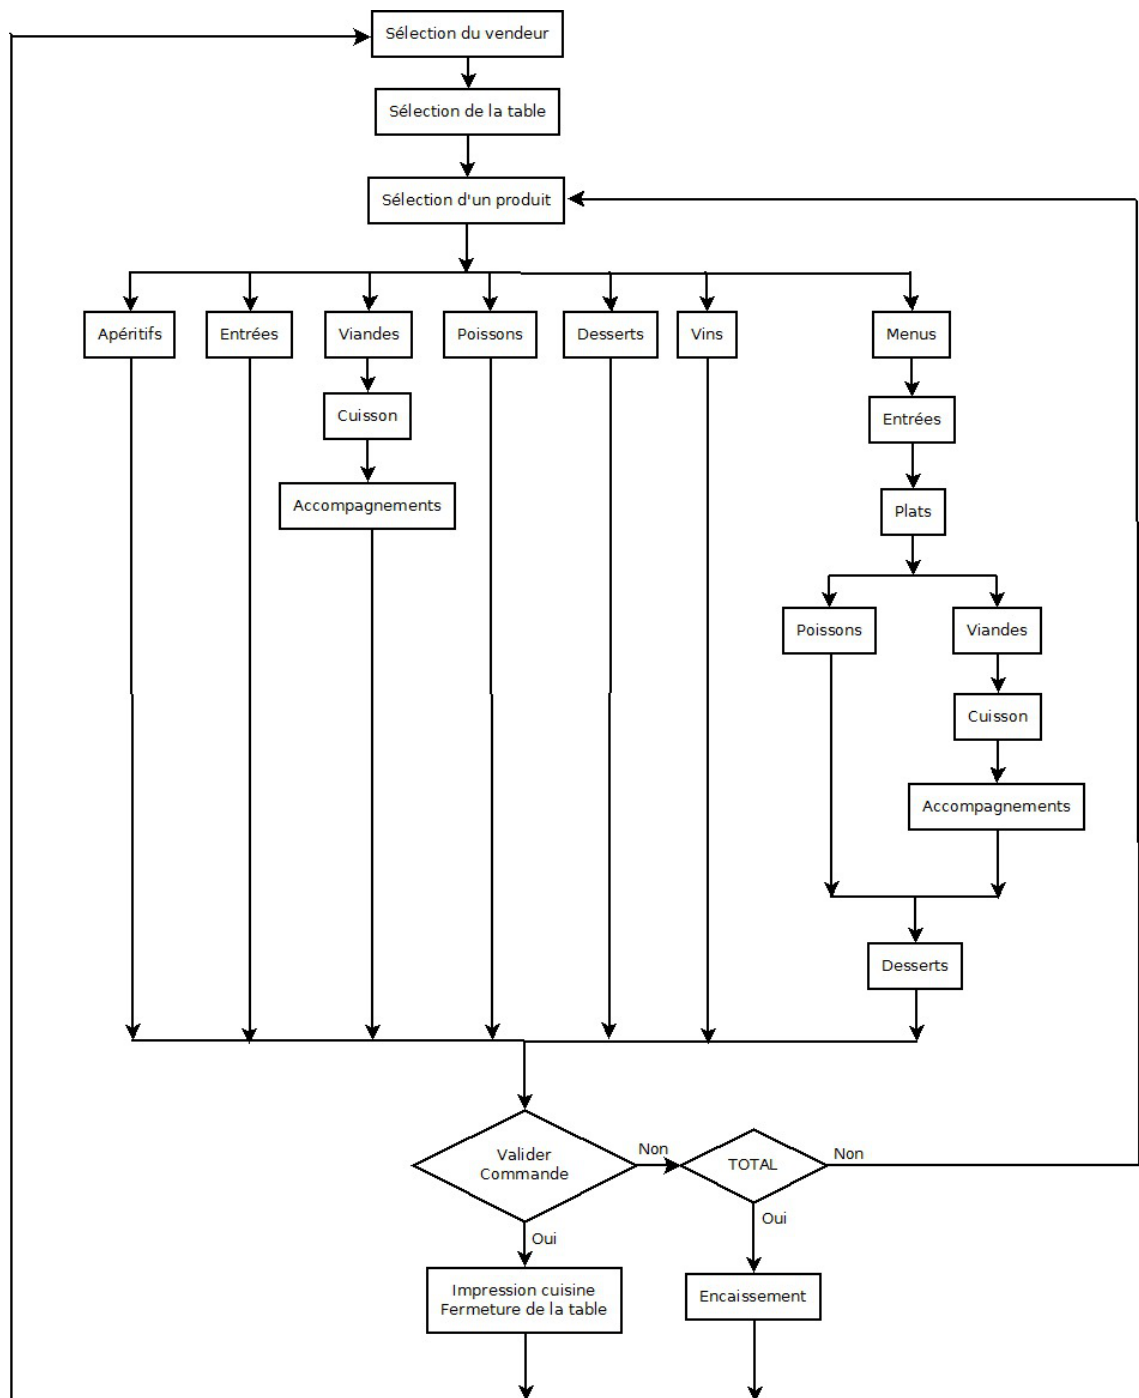 Sélection du vendeur
Sélection de la table
Sélection d'un produit
Apéritifs
Entrées
Viandes
Poissons
Desserts
Vins
Menus
Cuisson
Entrées
Accompagnements
Plats
Poissons
Viandes
Cuisson
Accompagnements
Desserts
Valider
Commande
Non
TOTAL
Non
Oui
Oui
Impression cuisine
Fermeture de la table
Encaissement